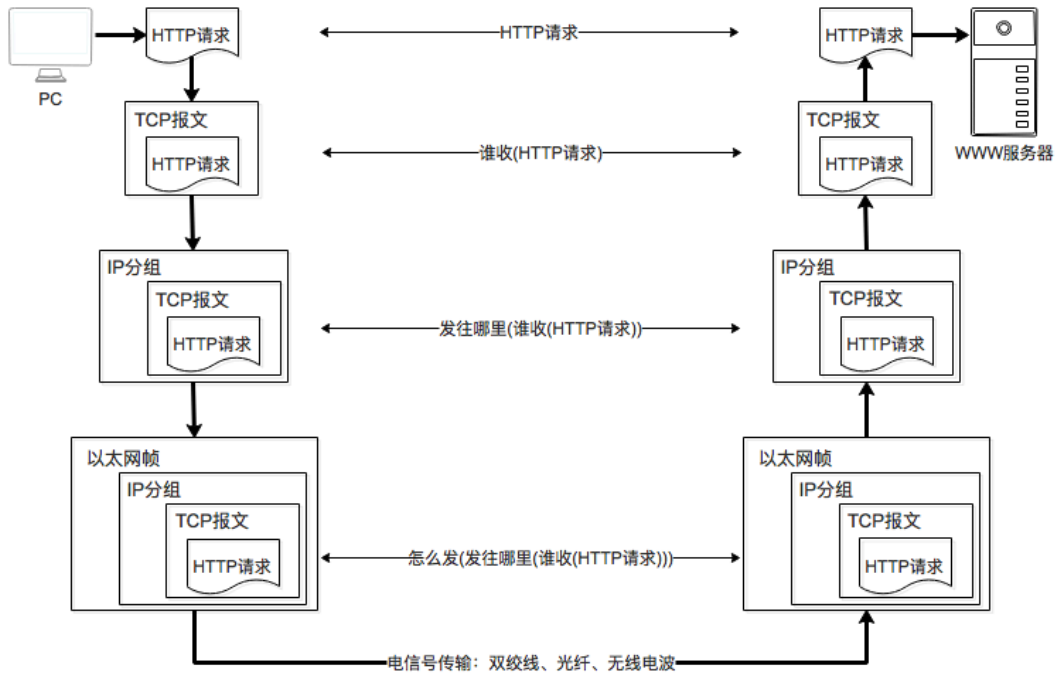 HTTP请求
HTTP请求
HTTP请求
PC
WWW服务器
TCP报文
HTTP请求
谁收(HTTP请求)
TCP报文
HTTP请求
IP分组
TCP报文
HTTP请求
发往哪里(谁收(HTTP请求))
IP分组
TCP报文
HTTP请求
以太网帧
IP分组
TCP报文
HTTP请求
怎么发(发往哪里(谁收(HTTP请求)))
以太网帧
IP分组
TCP报文
HTTP请求
电信号传输：双绞线、光纤、无线电波